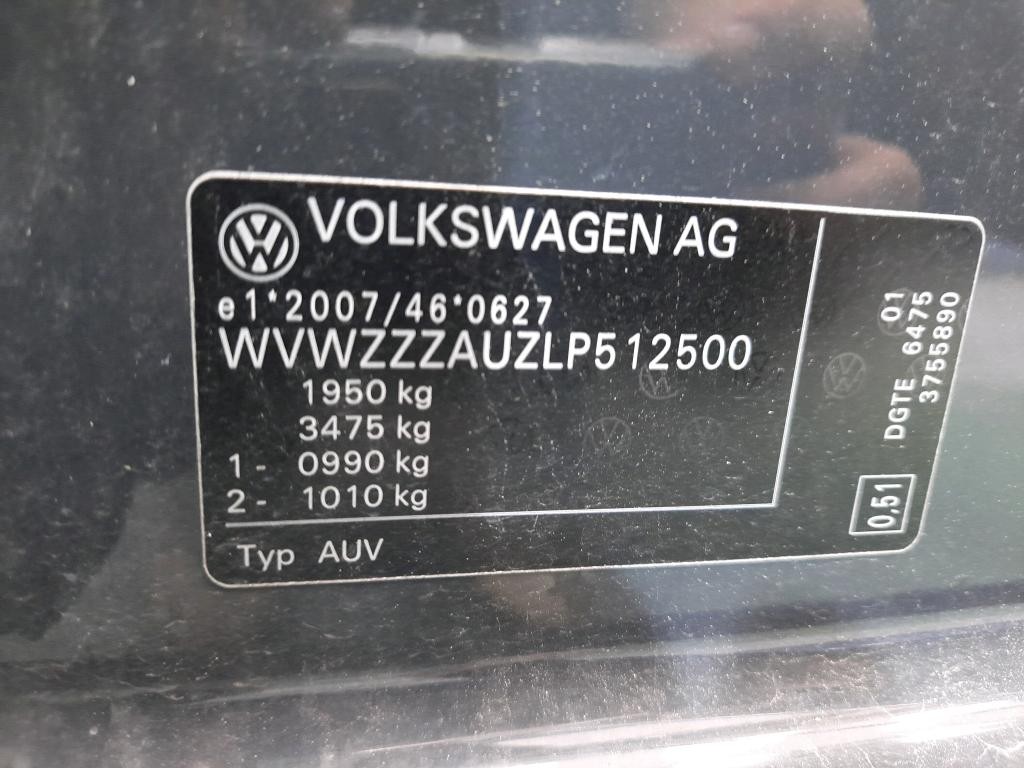 VOLKSWAGEN AG
e1*2007/46*0627
WVWZZZAUZLP512500
1950 kg
3475 kg
1- 0990 kg
2- 1010 kg
Typ AUV
01
DGTE 6475
3755890
0,51